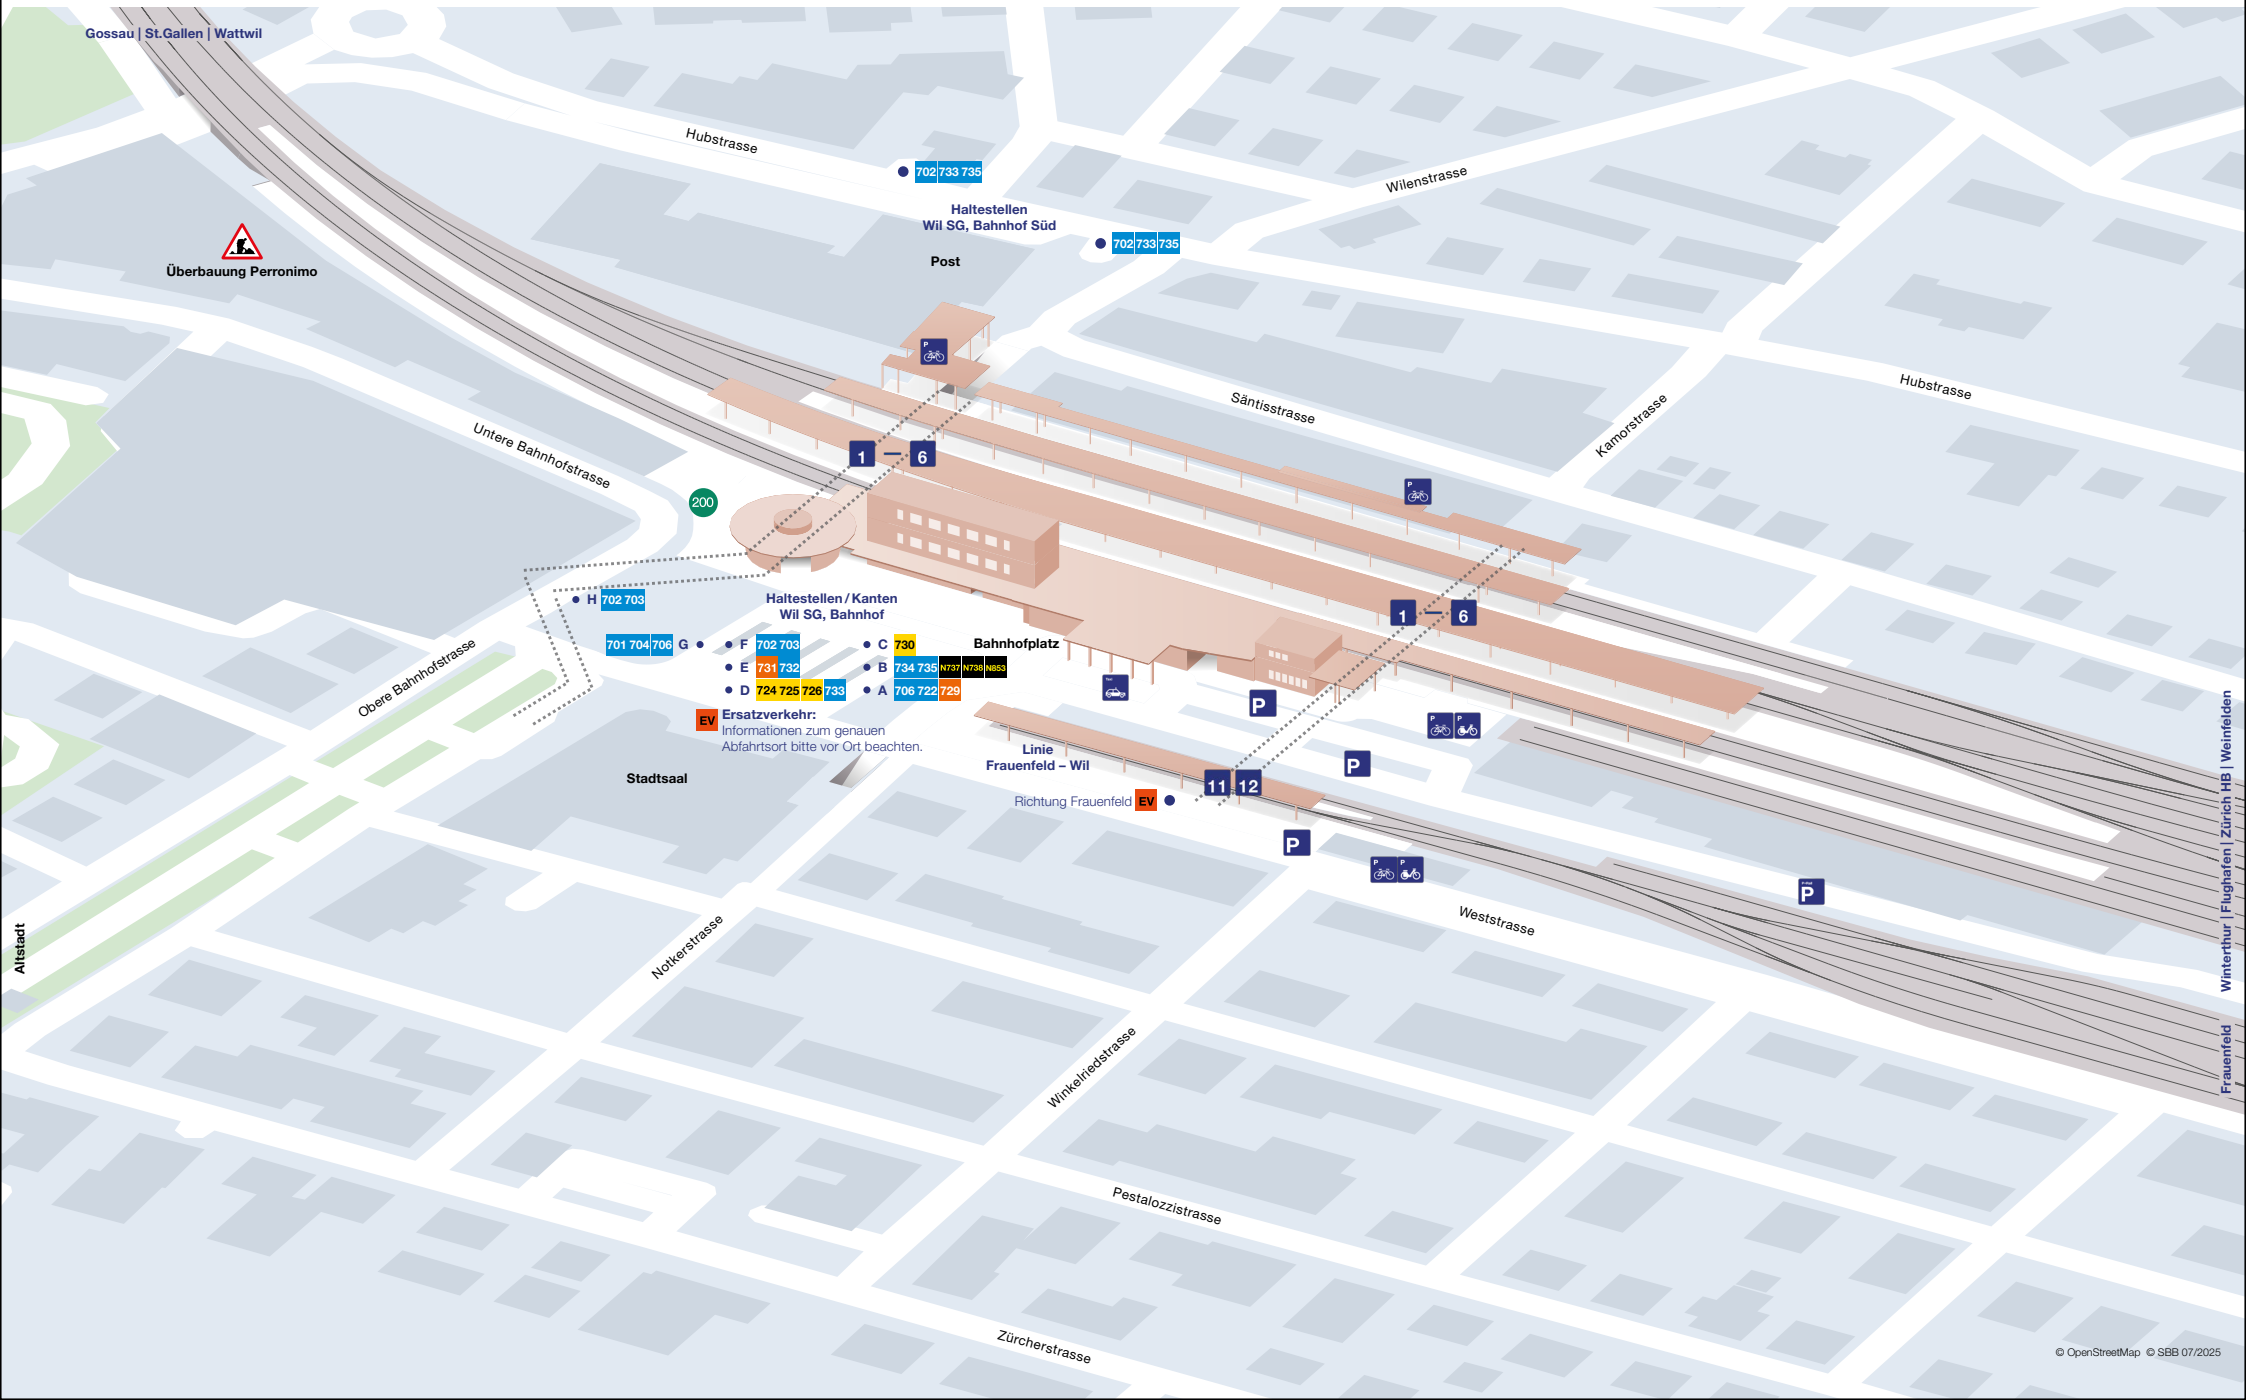 Gossau | St.Gallen | Wattwil
Hubstrasse
702 733 735
Wilenstrasse
Haltestellen
Wil SG, Bahnhof Süd
702 733 735
Post
Überbauung Perronimo
P
Hubstrasse
Säntisstrasse
Kamorstrasse
Untere Bahnhofstrasse
1 – 6
P
200
H 702 703
Haltestellen / Kanten
Wil SG, Bahnhof
1 – 6
701 704 706 G
F 702 703
C 730
Bahnhofplatz
E 731 732
B 734 735 N737 N738 N853
D 724 725 726 733
A 706 722 729
Obere Bahnhofstrasse
Taxi
P
P P
EV Ersatzverkehr:
Informationen zum genauen
Abfahrtsort bitte vor Ort beachten.
Linie
Frauenfeld – Wil
P
Stadtsaal
11 12
Richtung Frauenfeld EV
P
P P
P
Winterthur | Flughafen | Zürich HB | Weinfelden
Weststrasse
Altstadt
Notkerstrasse
Frauenfeld
Winkelriedstrasse
Pestalozzistrasse
Zürcherstrasse
© OpenStreetMap © SBB 07/2025